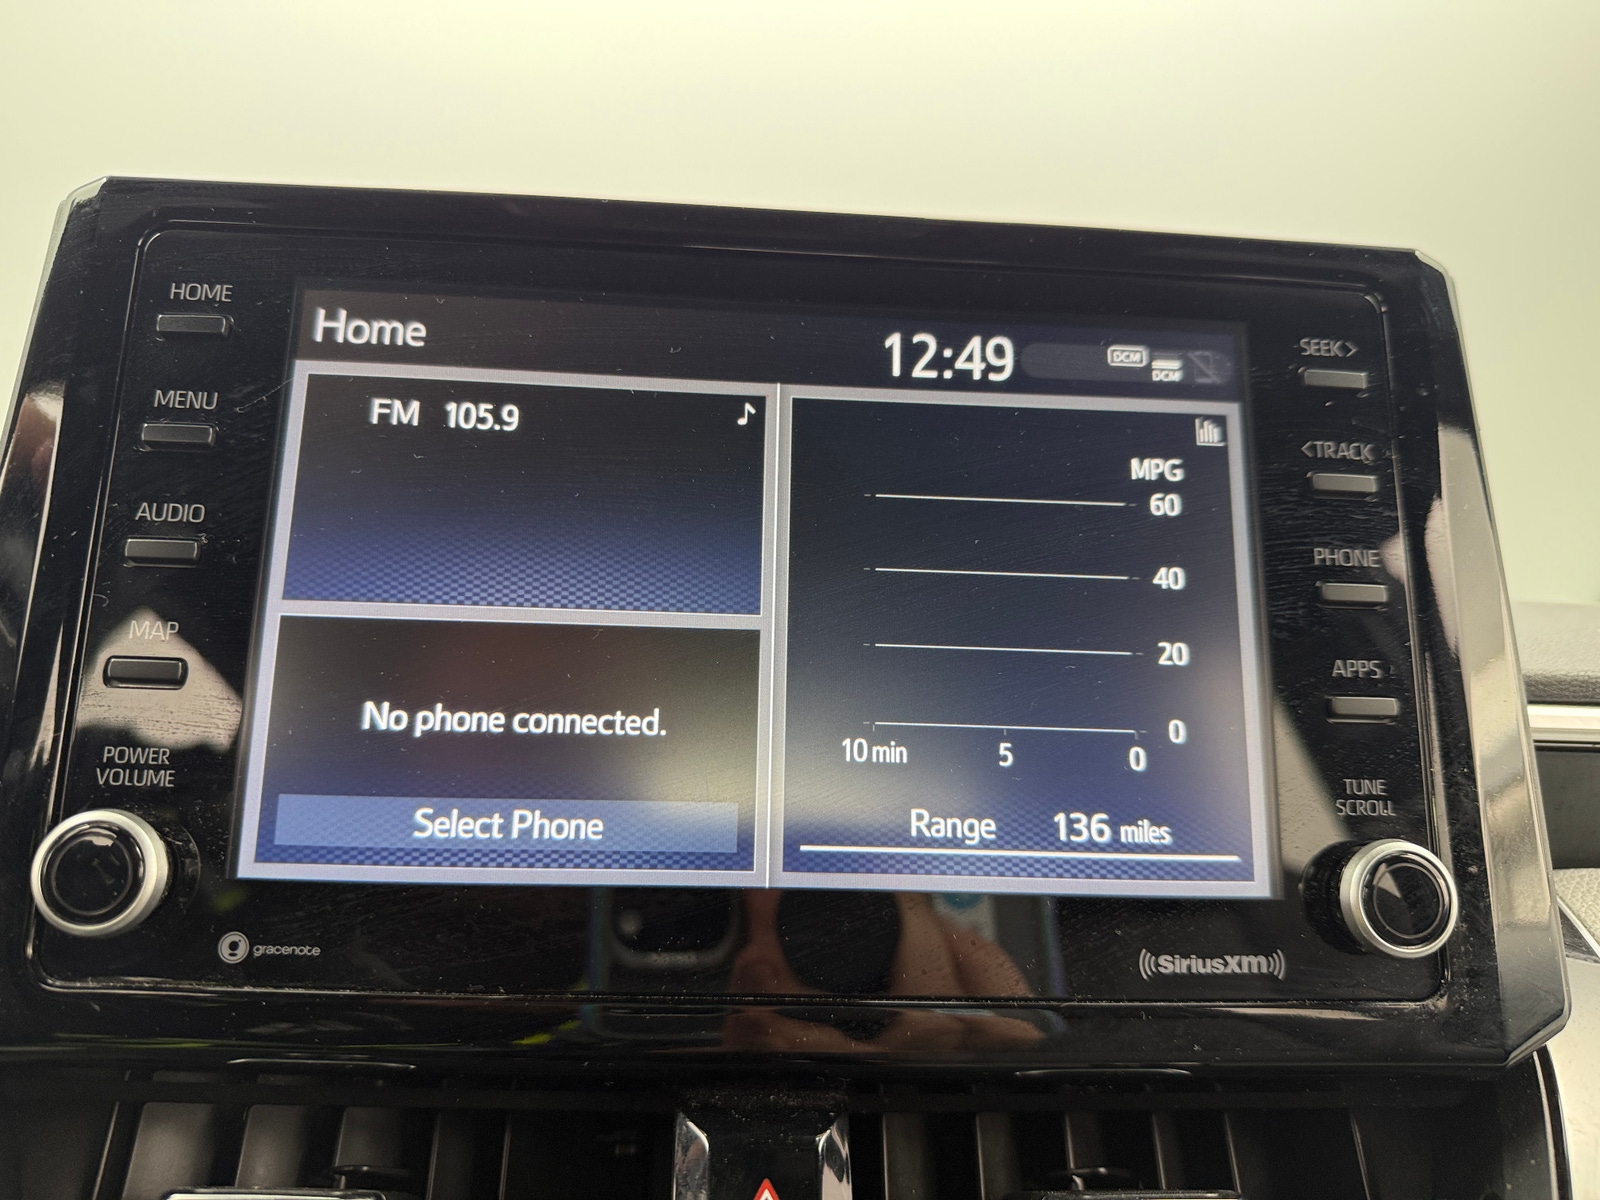 HOME
MENU
AUDIO
MAP
POWER
VOLUME
Home
12:49
DCM
DCM
FM 105.9
No phone connected.
Select Phone
MPG
60
40
20
0
10 min 5 0
Range 136 miles
SEEK>
<TRACK
PHONE
APPS
TUNE
SCROLL
gracenote
((SiriusXM))